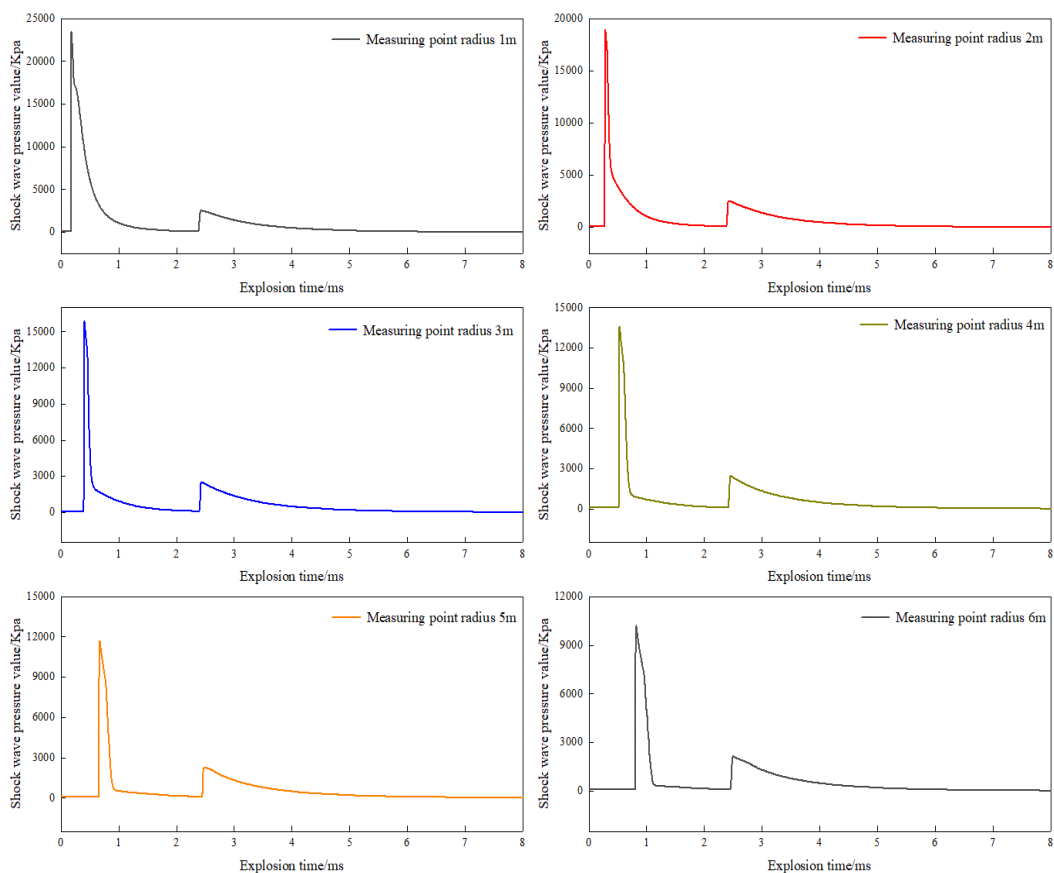 Shock wave pressure value/Kpa
25000
20000
15000
10000
5000
0
Measuring point radius 1m
0 1 2 3 4 5 6 7 8
Explosion time/ms
Shock wave pressure value/Kpa
20000
15000
10000
5000
0
Measuring point radius 2m
0 1 2 3 4 5 6 7 8
Explosion time/ms
Shock wave pressure value/Kpa
15000
12000
9000
6000
3000
0
Measuring point radius 3m
0 1 2 3 4 5 6 7 8
Explosion time/ms
Shock wave pressure value/Kpa
15000
12000
9000
6000
3000
0
Measuring point radius 4m
0 1 2 3 4 5 6 7 8
Explosion time/ms
Shock wave pressure value/Kpa
15000
12000
9000
6000
3000
0
Measuring point radius 5m
0 1 2 3 4 5 6 7 8
Explosion time/ms
Shock wave pressure value/Kpa
12000
9000
6000
3000
0
Measuring point radius 6m
0 1 2 3 4 5 6 7 8
Explosion time/ms